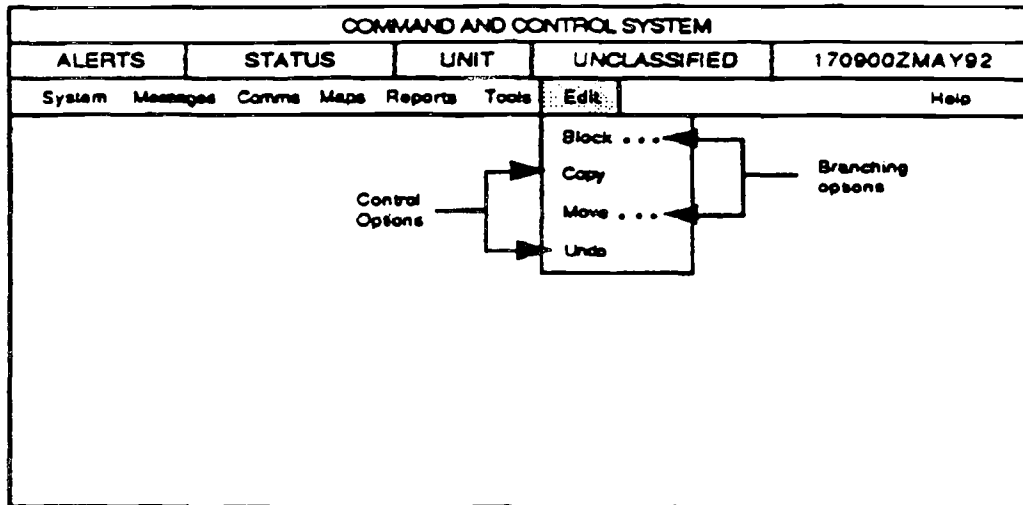 COMMAND AND CONTROL SYSTEM
ALERTS STATUS UNIT UNCLASSIFIED 170900ZMAY92
System Messages Comms Maps Reports Tools Edit Help
Block . . .
Copy
Move . . .
Undo
Control
Options
Branching
options